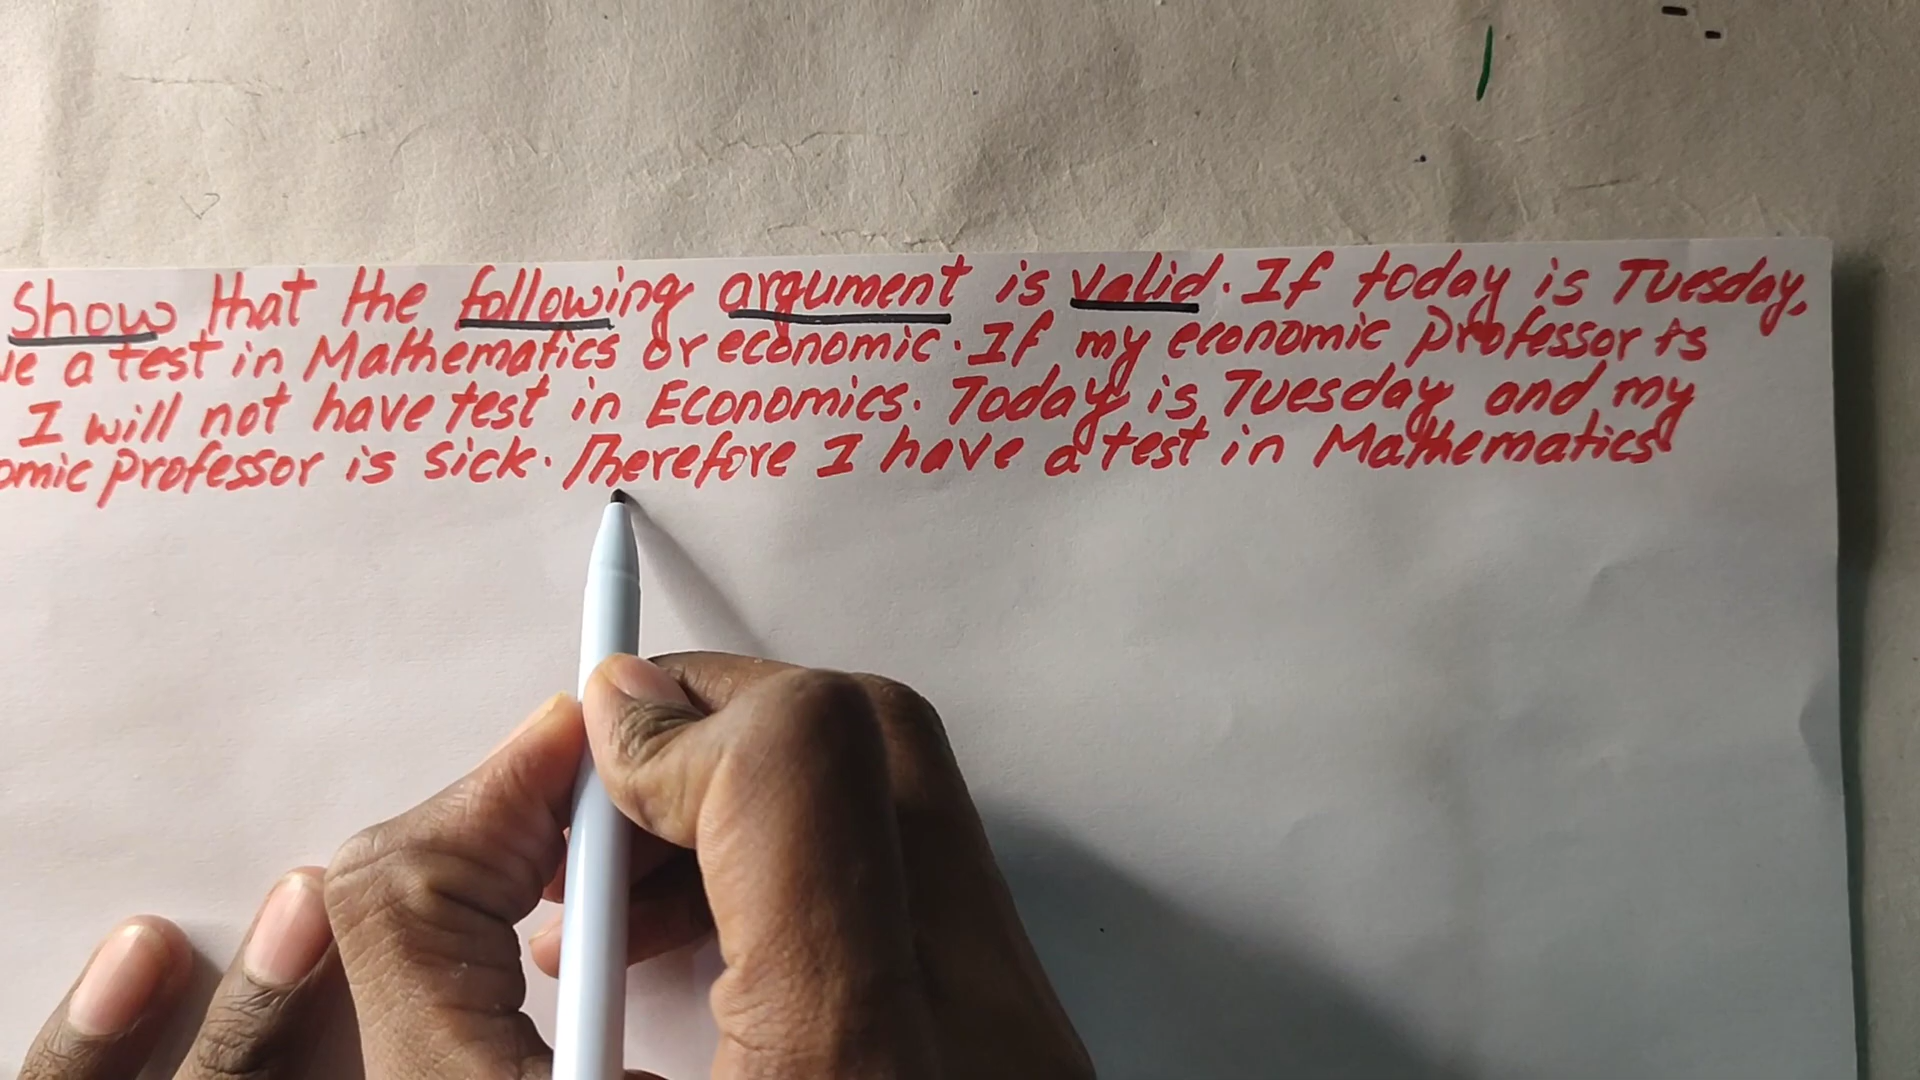 Show that the following argument is valid. If today is Tuesday,
a test in Mathematics or economic. If my economic professor is
I will not have test in Economics. Today is Tuesday and my
professor is sick. Therefore I have a test in Mathematics